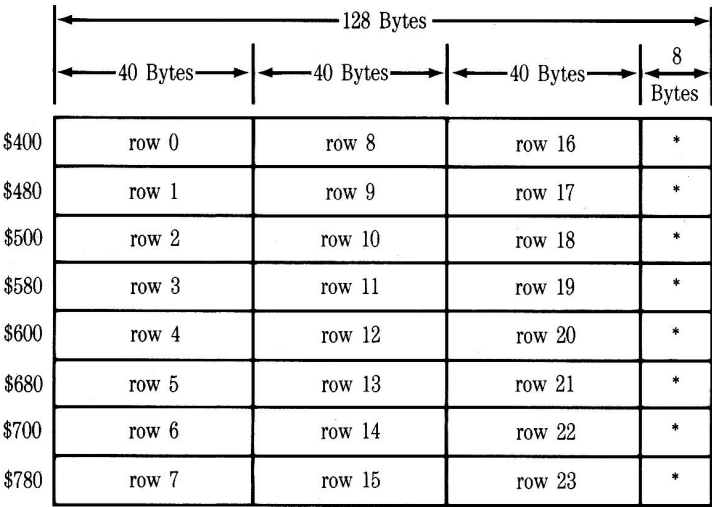 128 Bytes
40 Bytes 40 Bytes 40 Bytes 8 Bytes
$400 row 0 row 8 row 16 *
$480 row 1 row 9 row 17 *
$500 row 2 row 10 row 18 *
$580 row 3 row 11 row 19 *
$600 row 4 row 12 row 20 *
$680 row 5 row 13 row 21 *
$700 row 6 row 14 row 22 *
$780 row 7 row 15 row 23 *